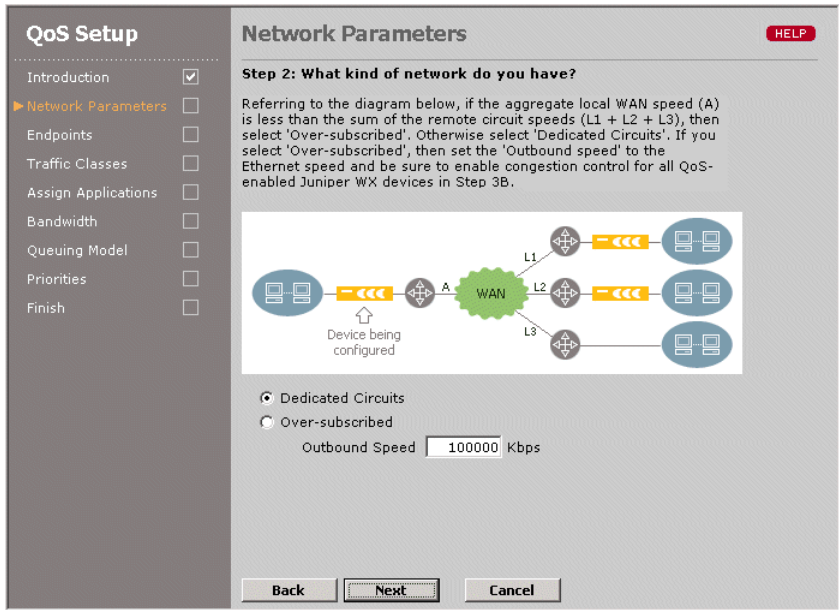 QoS Setup
Introduction
Network Parameters
Endpoints
Traffic Classes
Assign Applications
Bandwidth
Queuing Model
Priorities
Finish
Network Parameters
HELP
Step 2: What kind of network do you have?
Referring to the diagram below, if the aggregate local WAN speed (A)
is less than the sum of the remote circuit speeds (L1 + L2 + L3), then
select 'Over-subscribed'. Otherwise select 'Dedicated Circuits'. If you
select 'Over-subscribed', then set the 'Outbound speed' to the
Ethernet speed and be sure to enable congestion control for all QoS-
enabled Juniper WX devices in Step 3B.
L1
A
WAN
L2
L3
Device being
configured
Dedicated Circuits
Over-subscribed
Outbound Speed 100000 Kbps
Back Next Cancel